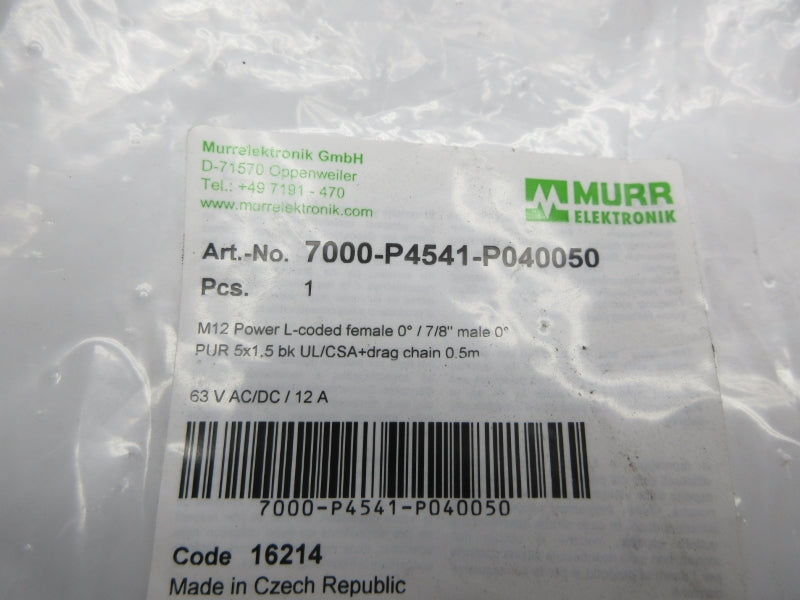 Murrelektronik GmbH
D-71570 Oppenweiler
Tel.: +49 7191 - 470
www.murrelektronik.com
MURR
ELEKTRONIK
Art.-No. 7000-P4541-P040050
Pcs. 1
M12 Power L-coded female 0° / 7/8" male 0°
PUR 5x1.5 bk UL/CSA+drag chain 0.5m
63 V AC/DC / 12 A
7000-P4541-P040050
Code 16214
Made in Czech Republic